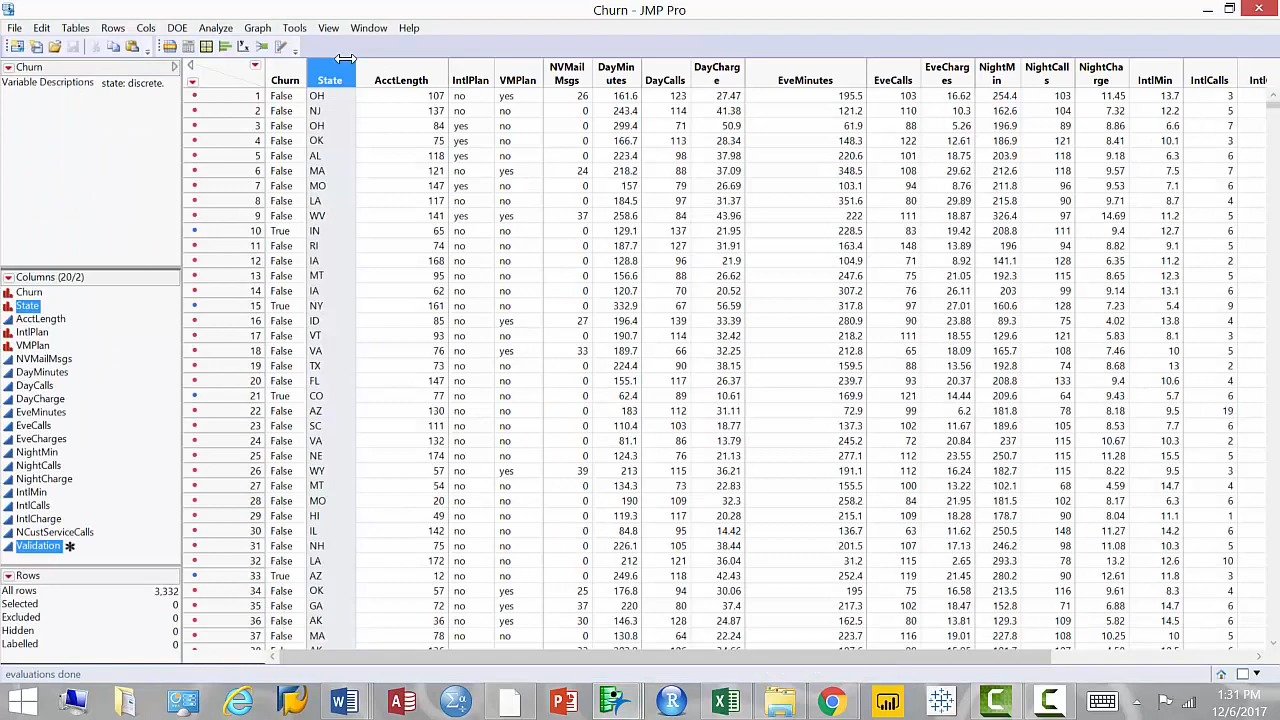 Churn - JMP Pro
File Edit Tables Rows Cols DOE Analyze Graph Tools View Window Help
Churn
Variable Descriptions state: discrete.
Columns (20/2)
Churn
State
AcctLength
IntlPlan
VMPlan
NVMailMsgs
DayMinutes
DayCalls
DayCharge
EveMinutes
EveCalls
EveCharges
NightMin
NightCalls
NightCharge
IntlMin
IntlCalls
IntlCharge
NCustServiceCalls
Validation
Rows
All rows 3,332
Selected 0
Excluded 0
Hidden 0
Labelled 0
Churn State AcctLength IntlPlan VMPlan NVMail Msgs DayMin utes DayCalls DayCharg e EveMinutes EveCalls EveCharg es NightM in NightCall s NightCha rge IntlMin IntlCalls
1 False OH 107 no yes 26 161.6 123 27.47 195.5 103 16.62 254.4 103 11.45 13.7 3
2 False NJ 137 no no 0 243.4 114 41.38 121.2 110 10.3 162.6 104 7.32 12.2 5
3 False OH 84 yes no 0 299.4 71 50.9 61.9 88 5.26 196.9 89 8.86 6.6 7
4 False OK 75 yes no 0 166.7 113 28.34 148.3 122 12.61 186.9 121 8.41 10.1 3
5 False AL 118 yes no 0 223.4 98 37.98 220.6 101 18.75 203.9 118 9.18 6.3 6
6 False MA 121 no yes 24 218.2 88 37.09 348.5 108 29.62 212.6 118 9.57 7.5 7
7 False MO 147 yes no 0 157 79 26.69 103.1 94 8.76 211.8 96 9.53 7.1 6
8 False LA 117 no no 0 184.5 97 31.37 351.6 80 29.89 215.8 90 9.71 8.7 4
9 False WV 141 yes yes 37 258.6 84 43.96 222 111 18.87 326.4 97 14.69 11.2 5
10 True IN 65 no no 0 129.1 137 21.95 228.5 83 19.42 208.8 111 9.4 12.7 6
11 False RI 74 no no 0 187.7 127 31.91 163.4 148 13.89 196 94 8.82 9.1 5
12 False IA 168 no no 0 128.8 96 21.9 104.9 71 8.92 141.1 128 6.35 11.2 2
13 False MT 95 no no 0 156.6 88 26.62 247.6 75 21.05 192.3 115 8.65 12.3 5
14 False IA 62 no no 0 120.7 70 20.52 307.2 76 26.11 203 99 9.14 13.1 6
15 True NY 161 no no 0 332.9 67 56.59 317.8 97 27.01 160.6 128 7.23 5.4 9
16 False ID 85 no yes 27 196.4 139 33.39 280.9 90 23.88 89.3 75 4.02 13.8 4
17 False VT 93 no no 0 190.7 114 32.42 218.2 111 18.55 129.6 121 5.83 8.1 3
18 False VA 76 no yes 33 189.7 66 32.25 212.8 65 18.09 165.7 108 7.46 10 5
19 False TX 73 no no 0 224.4 90 38.15 159.5 88 13.56 192.8 74 8.68 13 2
20 False FL 147 no no 0 155.1 117 26.37 239.7 93 20.37 208.8 133 9.4 10.6 4
21 True CO 77 no no 0 62.4 89 10.61 169.9 121 14.44 209.6 64 9.43 5.7 6
22 False AZ 130 no no 0 183 112 31.11 72.9 99 6.2 181.8 78 8.18 9.5 19
23 False SC 111 no no 0 110.4 103 18.77 137.3 102 11.67 189.6 105 8.53 7.7 6
24 False VA 132 no no 0 81.1 86 13.79 245.2 72 20.84 237 115 10.67 10.3 2
25 False NE 174 no no 0 124.3 76 21.13 277.1 112 23.55 250.7 115 11.28 15.5 5
26 False WY 57 no yes 39 213 115 36.21 191.1 112 16.24 182.7 115 8.22 9.5 3
27 False MT 54 no no 0 134.3 73 22.83 155.5 100 13.22 102.1 68 4.59 14.7 4
28 False MO 20 no no 0 190 109 32.3 258.2 84 21.95 181.5 102 8.17 6.3 6
29 False HI 49 no no 0 119.3 117 20.28 215.1 109 18.28 178.7 90 8.04 11.1 1
30 False IL 142 no no 0 84.8 95 14.42 136.7 63 11.62 250.5 148 11.27 14.2 6
31 False NH 75 no no 0 226.1 105 38.44 201.5 107 17.13 246.2 98 11.08 10.3 5
32 False LA 172 no no 0 212 121 36.04 31.2 115 2.65 293.3 78 13.2 12.6 10
33 True AZ 12 no no 0 249.6 118 42.43 252.4 119 21.45 280.2 90 12.61 11.8 3
34 False OK 57 no yes 25 176.8 94 30.06 195 75 16.58 213.5 116 9.61 8.3 4
35 False GA 72 no yes 37 220 80 37.4 217.3 102 18.47 152.8 71 6.88 14.7 6
36 False AK 36 no yes 30 146.3 128 24.87 162.5 80 13.81 129.3 109 5.82 14.5 6
37 False MA 78 no no 0 130.8 64 22.24 223.7 116 19.01 227.8 108 10.25 10 5
evaluations done
1:31 PM
12/6/2017